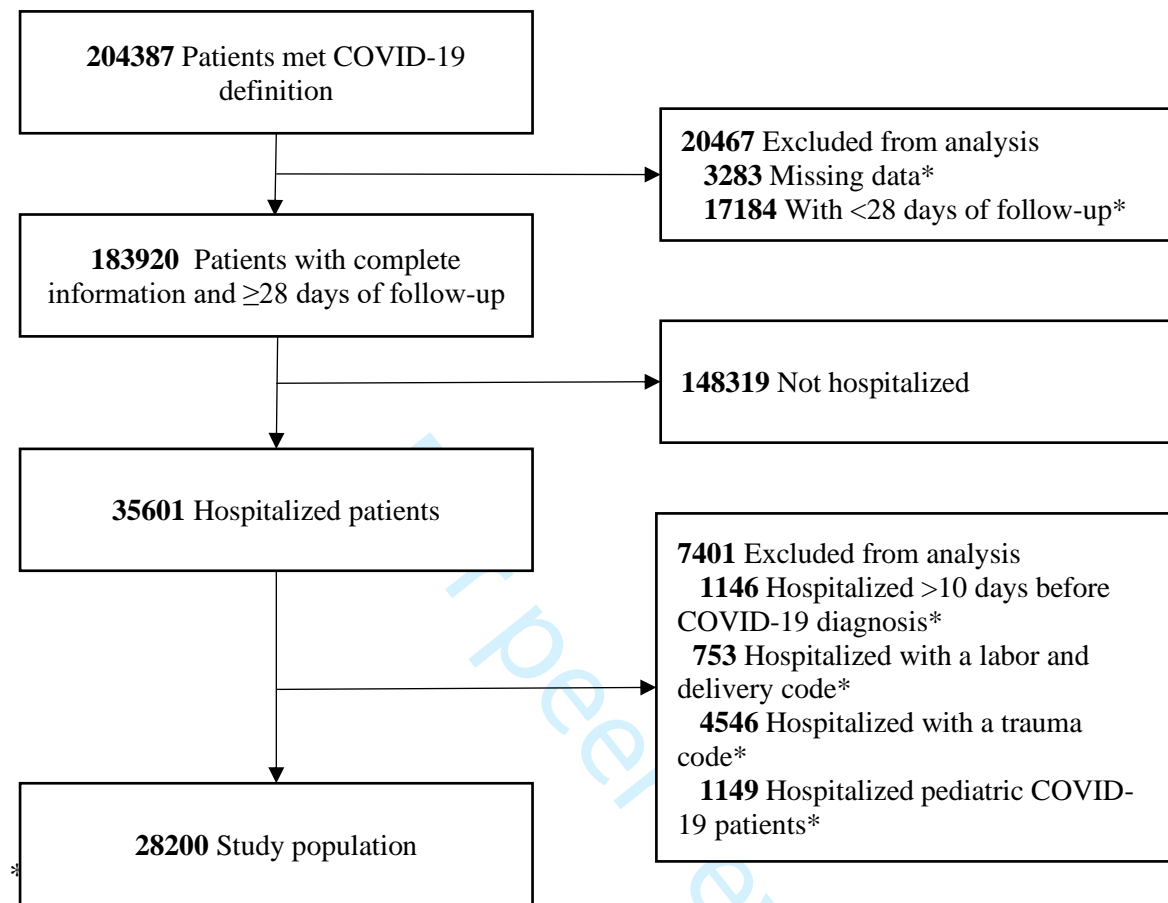 204387 Patients met COVID-19
definition
20467 Excluded from analysis
3283 Missing data*
17184 With <28 days of follow-up*
183920 Patients with complete
information and ≥28 days of follow-up
148319 Not hospitalized
35601 Hospitalized patients
7401 Excluded from analysis
1146 Hospitalized >10 days before
COVID-19 diagnosis*
753 Hospitalized with a labor and
delivery code*
4546 Hospitalized with a trauma
code*
1149 Hospitalized pediatric COVID-
19 patients*
28200 Study population
*
r peer